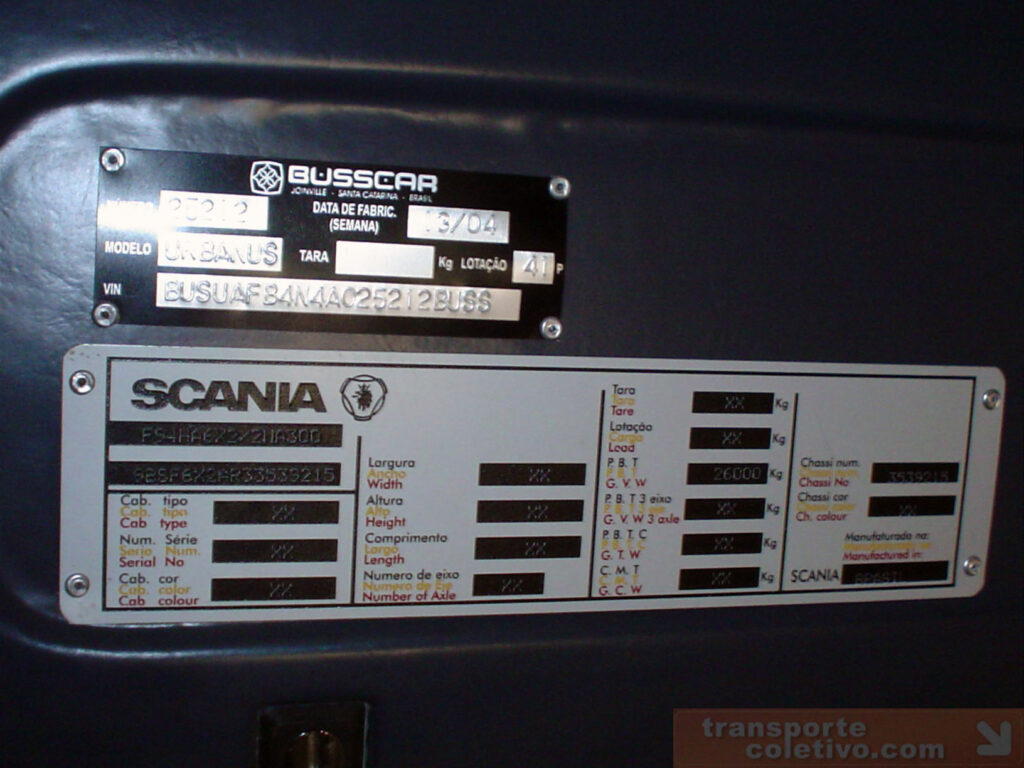 BUSSCAR
JOINVILLE - SANTA CATARINA - BRASIL
25212
DATA DE FABRIC. (SEMANA)
13/04
MODELO URBANUS TARA Kg LOTAÇÃO 41 P
VIN BUSUAFB4N4AC25212BUSS
SCANIA
Cab. tipo
Cab. tipo
Cab type
XX
Num. Série
Serie Num.
Serial No
XX
Cab. cor
Cab. color
Cab colour
XX
Largura
Ancho
Width
XX
Altura
Alto
Height
XX
Comprimento
Largo
Length
XX
Numero de eixo
Numero de Eje
Number of Axle
XX
Tara
Tara
Tare
XX Kg
Lotação
Carga
Load
XX Kg
P. B. T
P. B. T
G. V. W
26000 Kg
P. B. T 3 eixo
G. V. W 3 axle
XX Kg
P. B. T C
P. B. T C
G. T. W
XX Kg
C. M. T
C. M. T
G. C. W
XX Kg
Chassi num.
Chassi No
3539215
Chassi cor
Ch. colour
XX
Manufaturado na:
Manufactured in:
SCANIA
transporte
coletivo.com